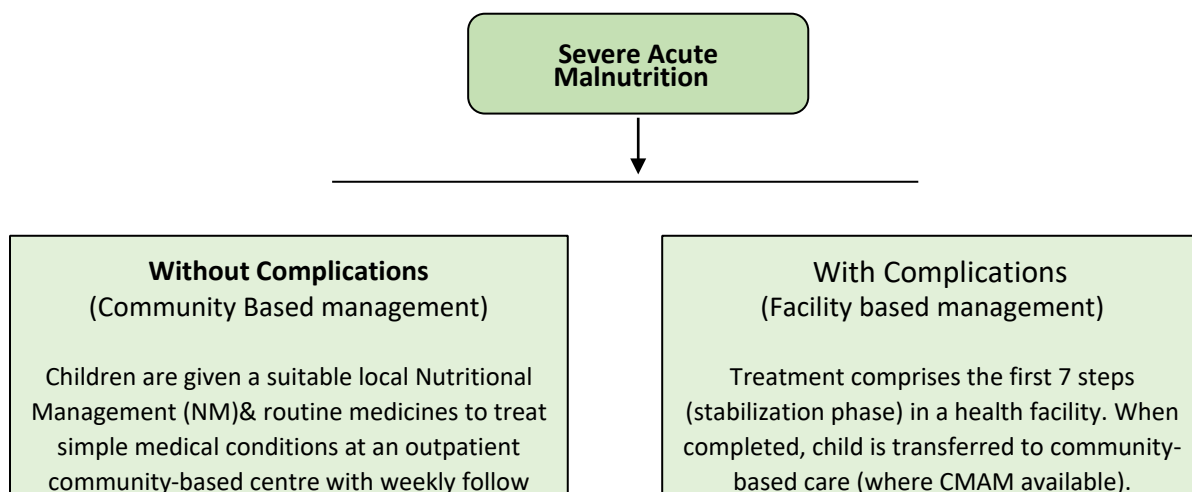 Severe Acute
Malnutrition
Without Complications
(Community Based management)
Children are given a suitable local Nutritional
Management (NM)& routine medicines to treat
simple medical conditions at an outpatient
community-based centre with weekly follow
With Complications
(Facility based management)
Treatment comprises the first 7 steps
(stabilization phase) in a health facility. When
completed, child is transferred to community-
based care (where CMAM available).